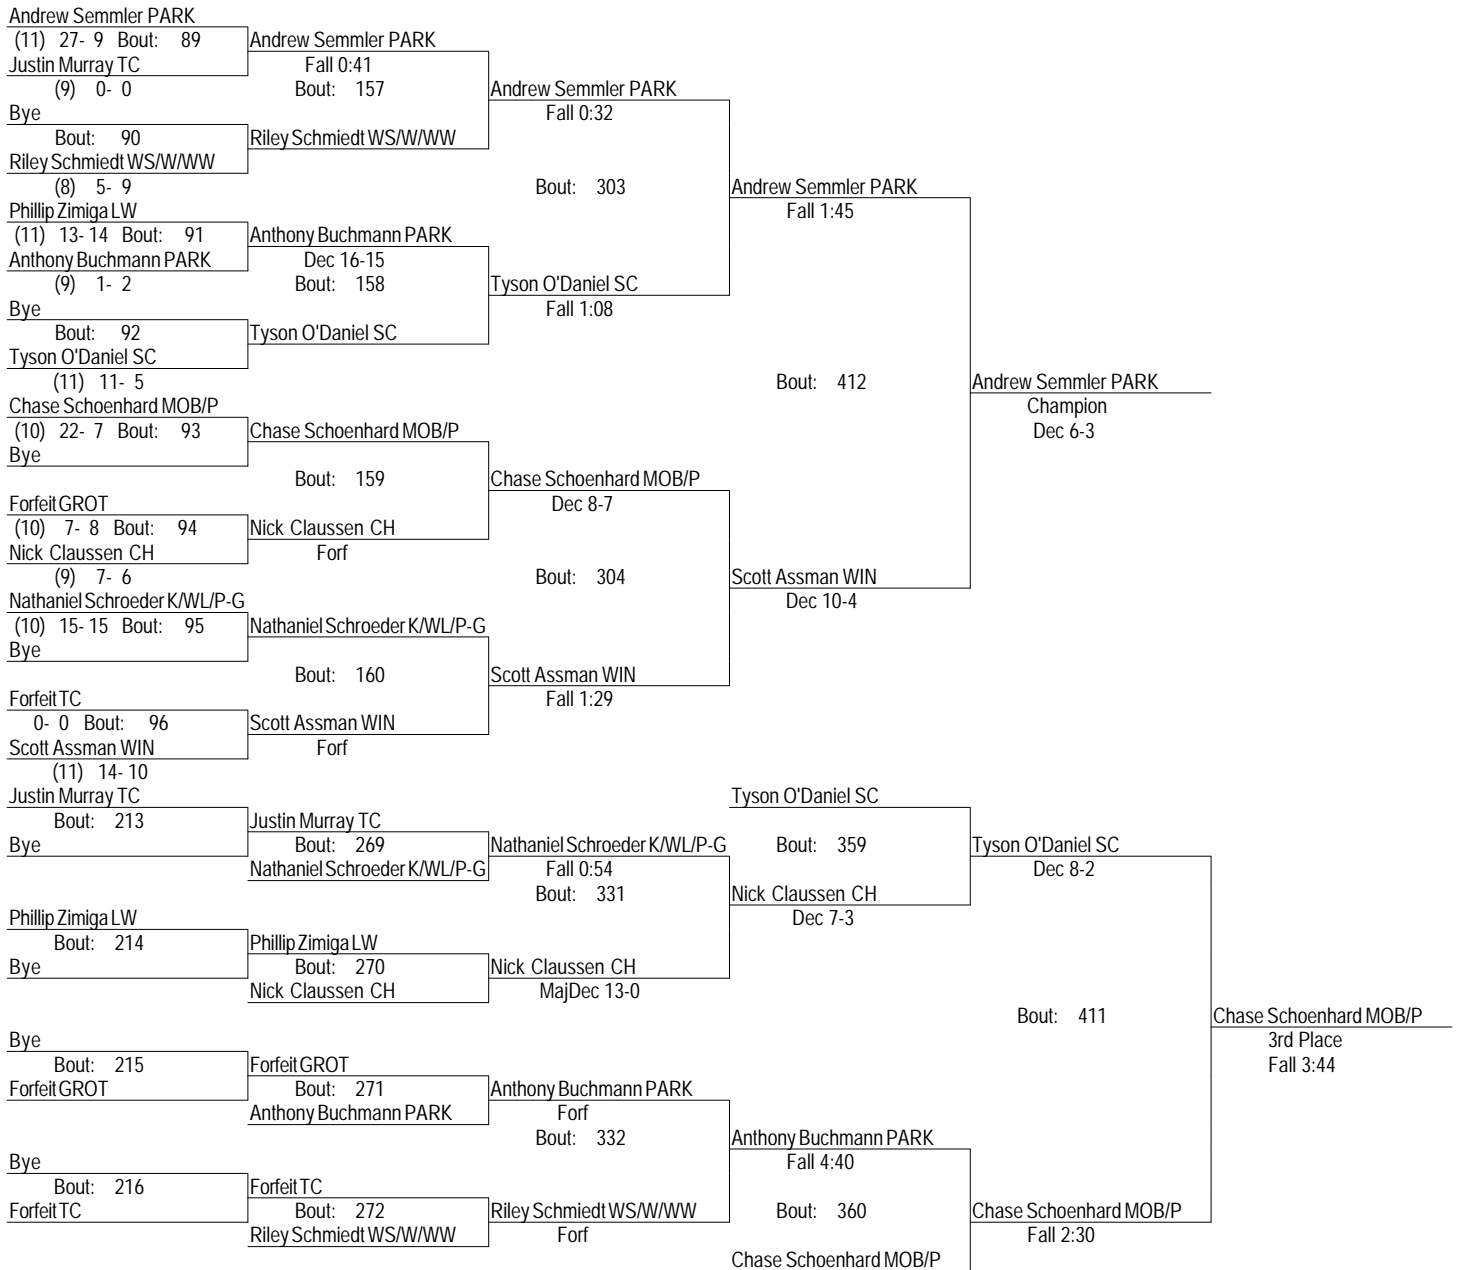 Andrew Semmler PARK
(11) 27- 9 Bout: 89 Andrew Semmler PARK
Justin Murray TC Fall 0:41
(9) 0- 0 Bout: 157 Andrew Semmler PARK
Bye Fall 0:32
Bout: 90 Riley Schmiedt WS/W/WW
Riley Schmiedt WS/W/WW
(8) 5- 9 Bout: 303 Andrew Semmler PARK
Phillip Zimiga LW Fall 1:45
(11) 13- 14 Bout: 91 Anthony Buchmann PARK
Anthony Buchmann PARK Dec 16-15
(9) 1- 2 Bout: 158 Tyson O'Daniel SC
Bye Fall 1:08
Bout: 92 Tyson O'Daniel SC
Tyson O'Daniel SC
(11) 11- 5 Bout: 412 Andrew Semmler PARK
Chase Schoenhard MOB/P Champion
(10) 22- 7 Bout: 93 Chase Schoenhard MOB/P Dec 6-3
Bye
Bout: 159 Chase Schoenhard MOB/P
Forfeit GROT Dec 8-7
(10) 7- 8 Bout: 94 Nick Claussen CH
Nick Claussen CH Forf
(9) 7- 6 Bout: 304 Scott Assman WIN
Nathaniel Schroeder K/WL/P-G Dec 10-4
(10) 15- 15 Bout: 95 Nathaniel Schroeder K/WL/P-G
Bye
Bout: 160 Scott Assman WIN
Forfeit TC Fall 1:29
0- 0 Bout: 96 Scott Assman WIN
Scott Assman WIN Forf
(11) 14- 10
Justin Murray TC Tyson O'Daniel SC
Bout: 213 Justin Murray TC
Bye Bout: 269 Nathaniel Schroeder K/WL/P-G Bout: 359 Tyson O'Daniel SC
Nathaniel Schroeder K/WL/P-G Fall 0:54 Dec 8-2
Bout: 331 Nick Claussen CH
Phillip Zimiga LW Dec 7-3
Bout: 214 Phillip Zimiga LW
Bye Bout: 270 Nick Claussen CH
Nick Claussen CH MajDec 13-0
Bout: 411 Chase Schoenhard MOB/P
Bye 3rd Place
Bout: 215 Forfeit GROT Fall 3:44
Forfeit GROT Bout: 271 Anthony Buchmann PARK
Anthony Buchmann PARK Forf
Bout: 332 Anthony Buchmann PARK
Bye Fall 4:40
Bout: 216 Forfeit TC
Forfeit TC Bout: 272 Riley Schmiedt WS/W/WW Bout: 360 Chase Schoenhard MOB/P
Riley Schmiedt WS/W/WW Forf Fall 2:30
Chase Schoenhard MOB/P